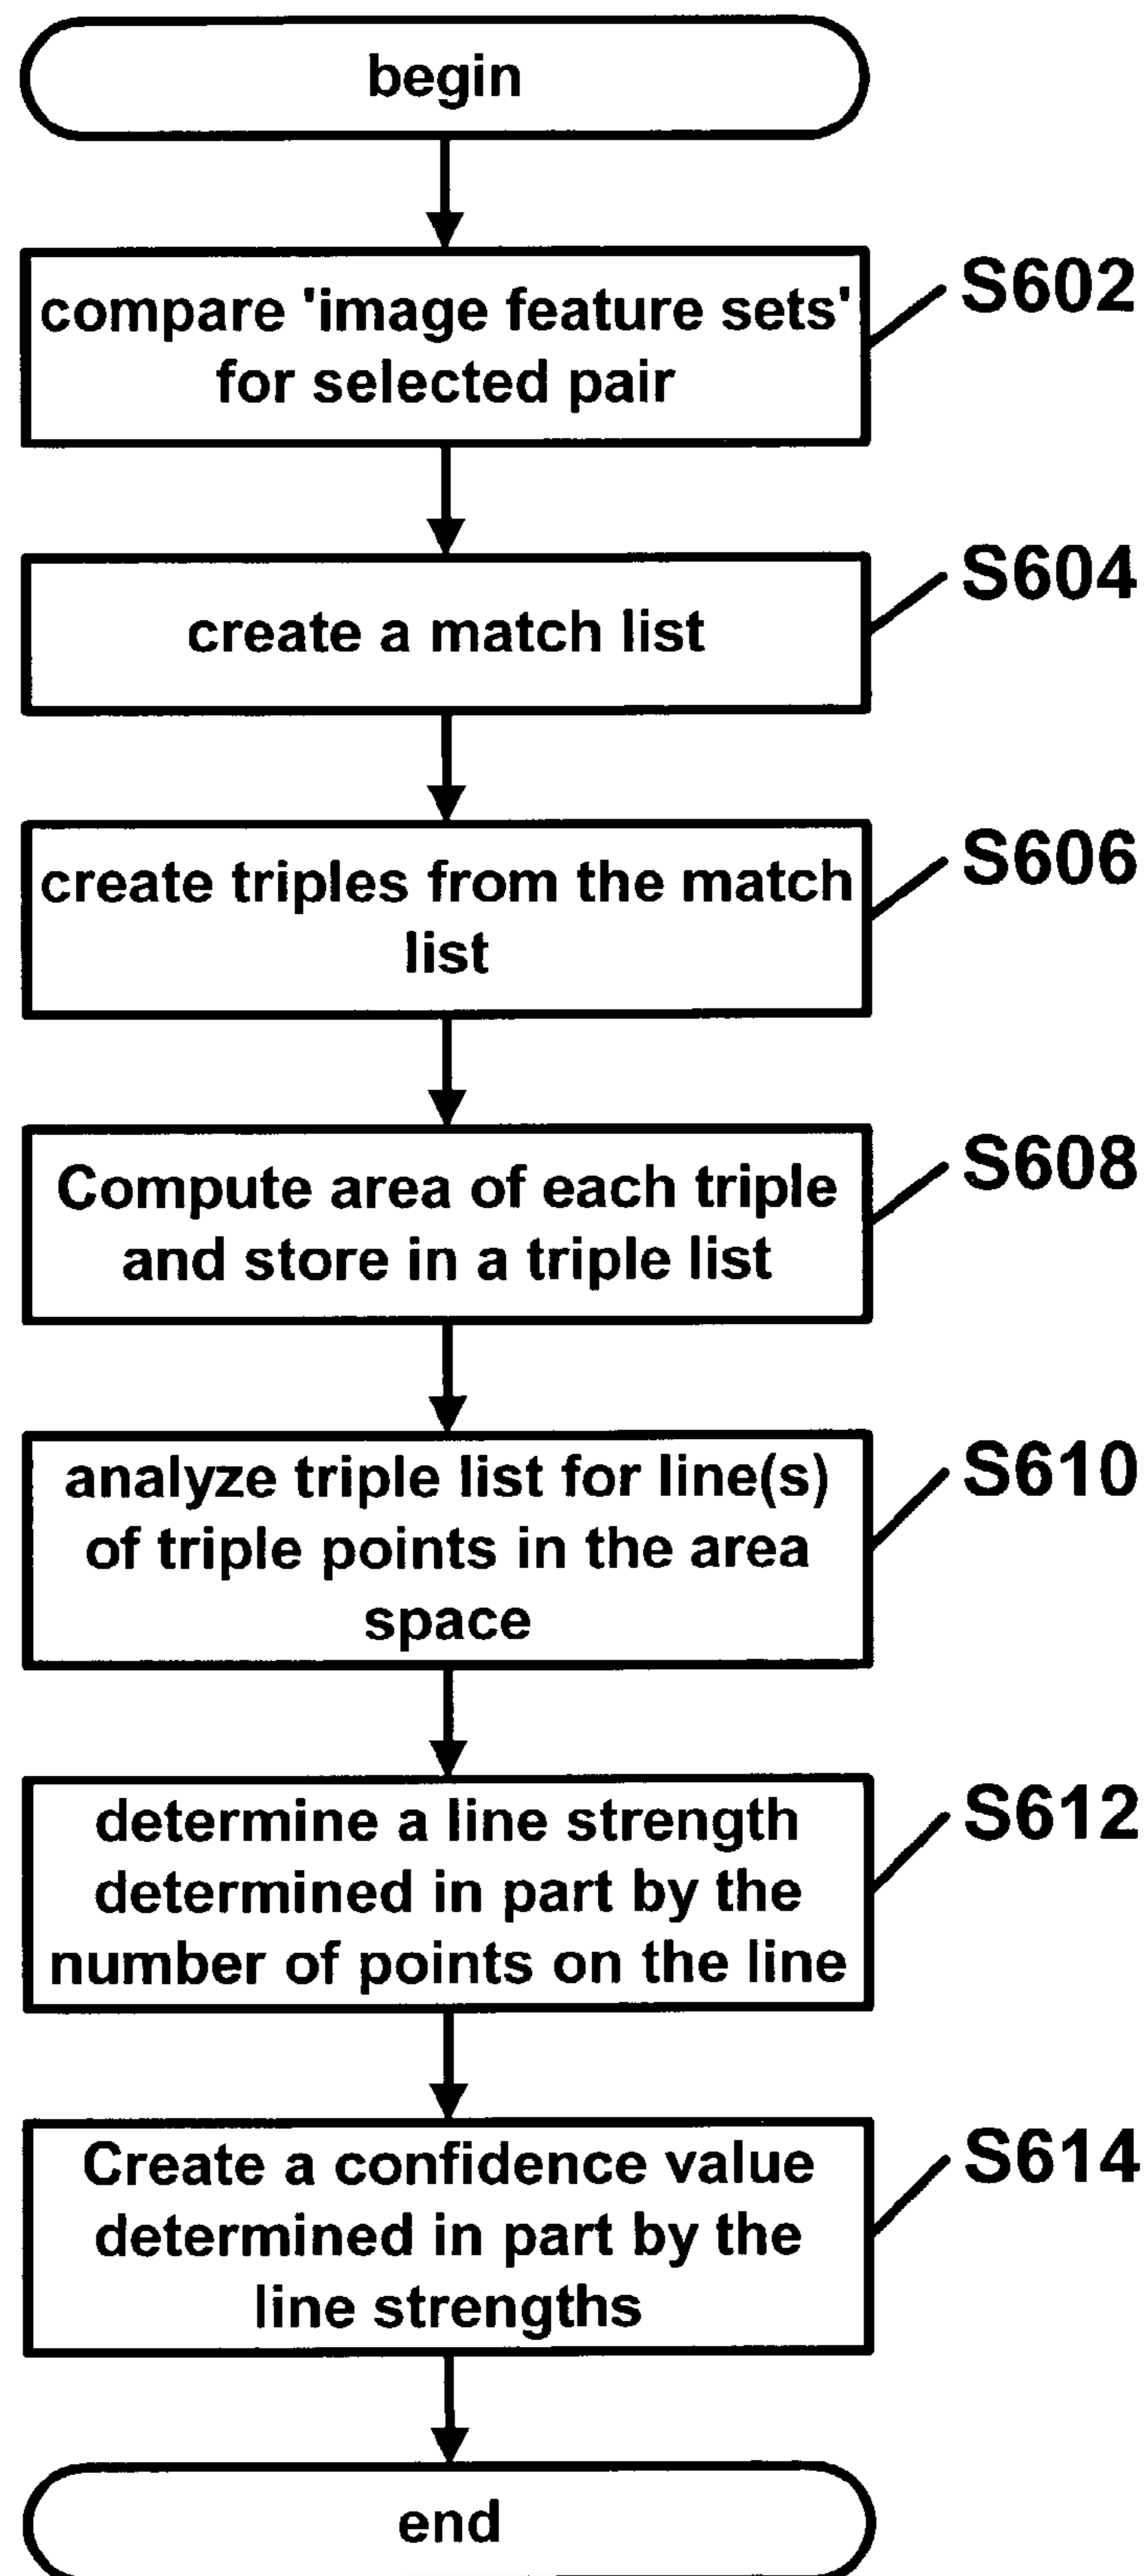 begin
compare 'image feature sets'
for selected pair
S602
create a match list
S604
create triples from the match
list
S606
Compute area of each triple
and store in a triple list
S608
analyze triple list for line(s)
of triple points in the area
space
S610
determine a line strength
determined in part by the
number of points on the line
S612
Create a confidence value
determined in part by the
line strengths
S614
end